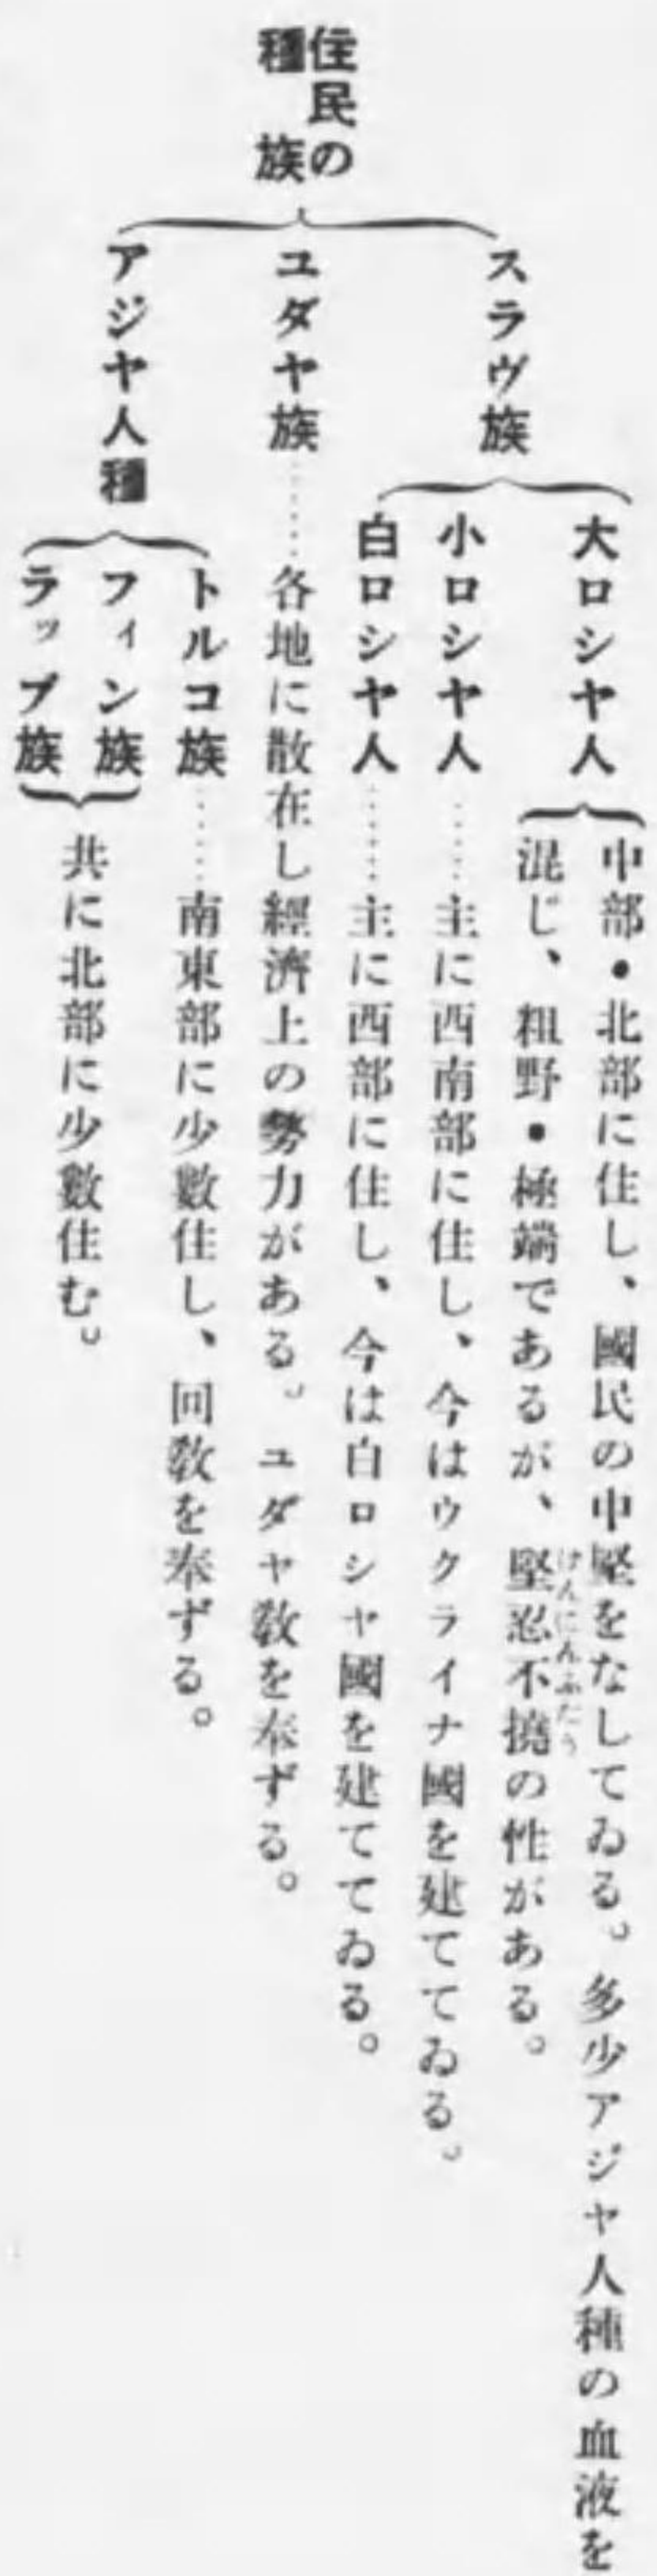 住民の
種族
スラヴ族
大ロシヤ人
中部・北部に住し、國民の中堅をなしてゐる。多少アジヤ人種の血液を
混じ、粗野・極端であるが、堅忍不撓の性がある。
けんにんふたう
小ロシヤ人……主に西南部に住し、今はウクライナ國を建ててゐる。
白ロシヤ人……主に西部に住し、今は白ロシヤ國を建ててゐる。
ユダヤ族……各地に散在し經濟上の勢力がある。ユダヤ敎を奉ずる。
アジヤ人種
トルコ族……南東部に少數住し、回敎を奉ずる。
フィン族
ラップ族
共に北部に少數住む。